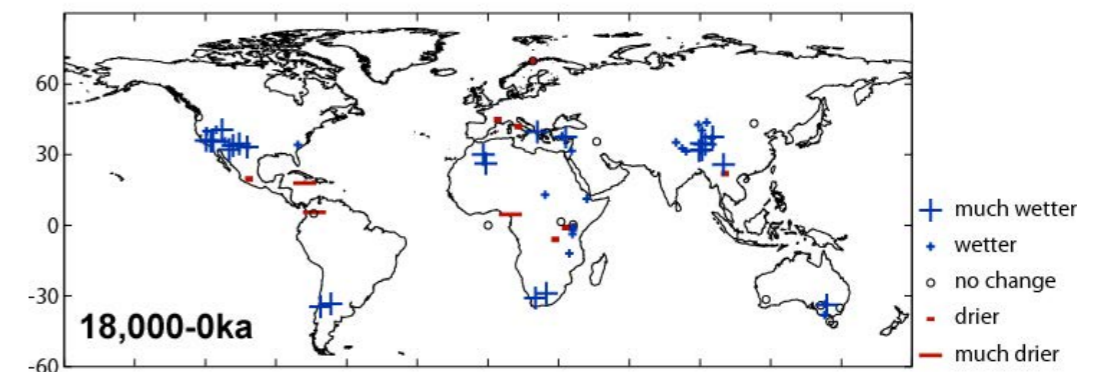 60
30
0
-30
-60
18,000-0ka
much wetter
wetter
no change
drier
much drier